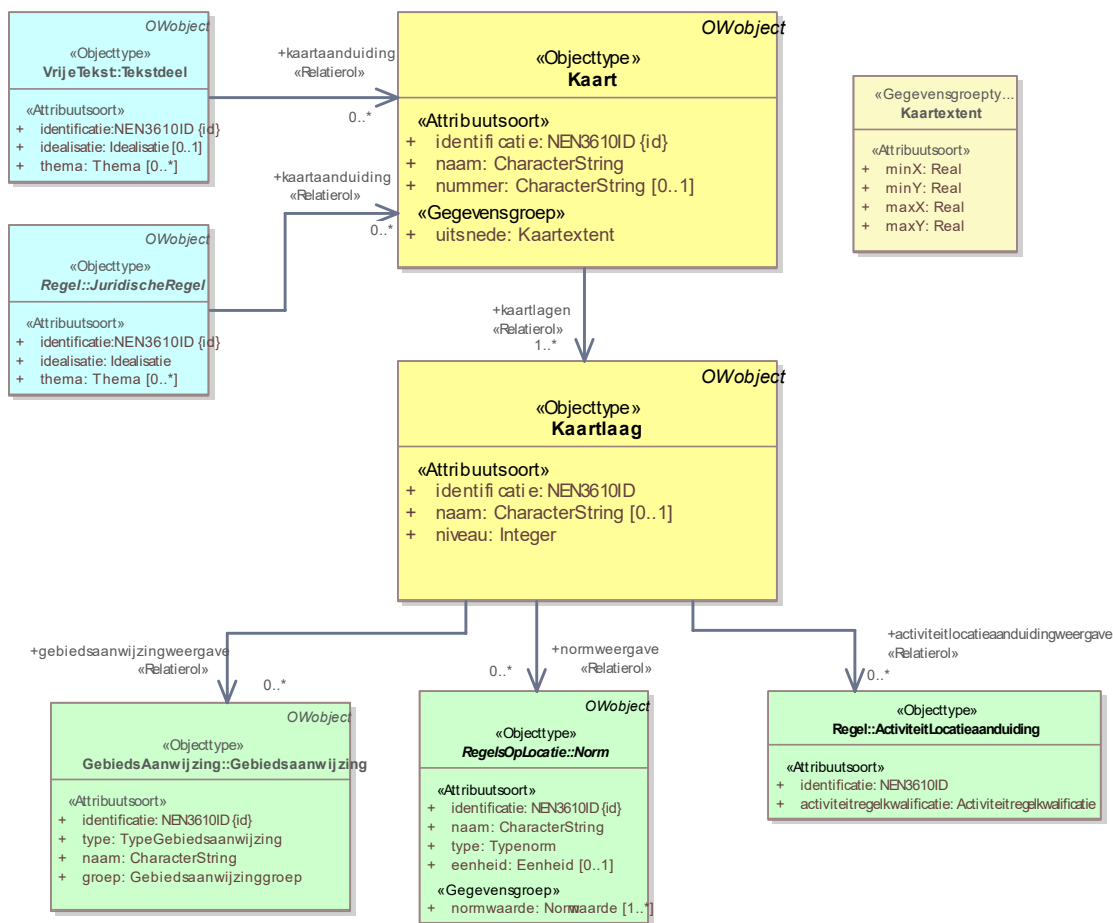 OWobject
«Objecttype»
VrijeTekst::Tekstdeel
«Attribuutsoort»
+ identificatie:NEN3610ID {id}
+ idealisatie: Idealisatie [0..1]
+ thema: Thema [0..*]
+kaartaanduiding
«Relatierol»
0..*
OWobject
«Objecttype»
Kaart
«Attribuutsoort»
+ identificatie: NEN3610ID {id}
+ naam: CharacterString
+ nummer: CharacterString [0..1]
«Gegevensgroep»
+ uitsnede: Kaartextent
«Gegevensgroepty...
Kaartextent
«Attribuutsoort»
+ minX: Real
+ minY: Real
+ maxX: Real
+ maxY: Real
+kaartaanduiding
«Relatierol»
0..*
OWobject
«Objecttype»
Regel::JuridischeRegel
«Attribuutsoort»
+ identificatie:NEN3610ID {id}
+ idealisatie: Idealisatie
+ thema: Thema [0..*]
+kaartlagen
«Relatierol»
1..*
OWobject
«Objecttype»
Kaartlaag
«Attribuutsoort»
+ identificatie: NEN3610ID
+ naam: CharacterString [0..1]
+ niveau: Integer
+gebiedsaanwijzingweergave
«Relatierol»
0..*
+normweergave
«Relatierol»
0..*
+activiteitlocatieaanduidingweergave
«Relatierol»
0..*
OWobject
«Objecttype»
GebiedsAanwijzing::Gebiedsaanwijzing
«Attribuutsoort»
+ identificatie: NEN3610ID {id}
+ type: TypeGebiedsaanwijzing
+ naam: CharacterString
+ groep: Gebiedsaanwijzinggroep
OWobject
«Objecttype»
RegelsOpLocatie::Norm
«Attribuutsoort»
+ identificatie: NEN3610ID {id}
+ naam: CharacterString
+ type: Typenorm
+ eenheid: Eenheid [0..1]
«Gegevensgroep»
+ normwaarde: Normwaarde [1..*]
«Objecttype»
Regel::ActiviteitLocatieaanduiding
«Attribuutsoort»
+ identificatie: NEN3610ID
+ activiteitregelkwalificatie: Activiteitregelkwalificatie